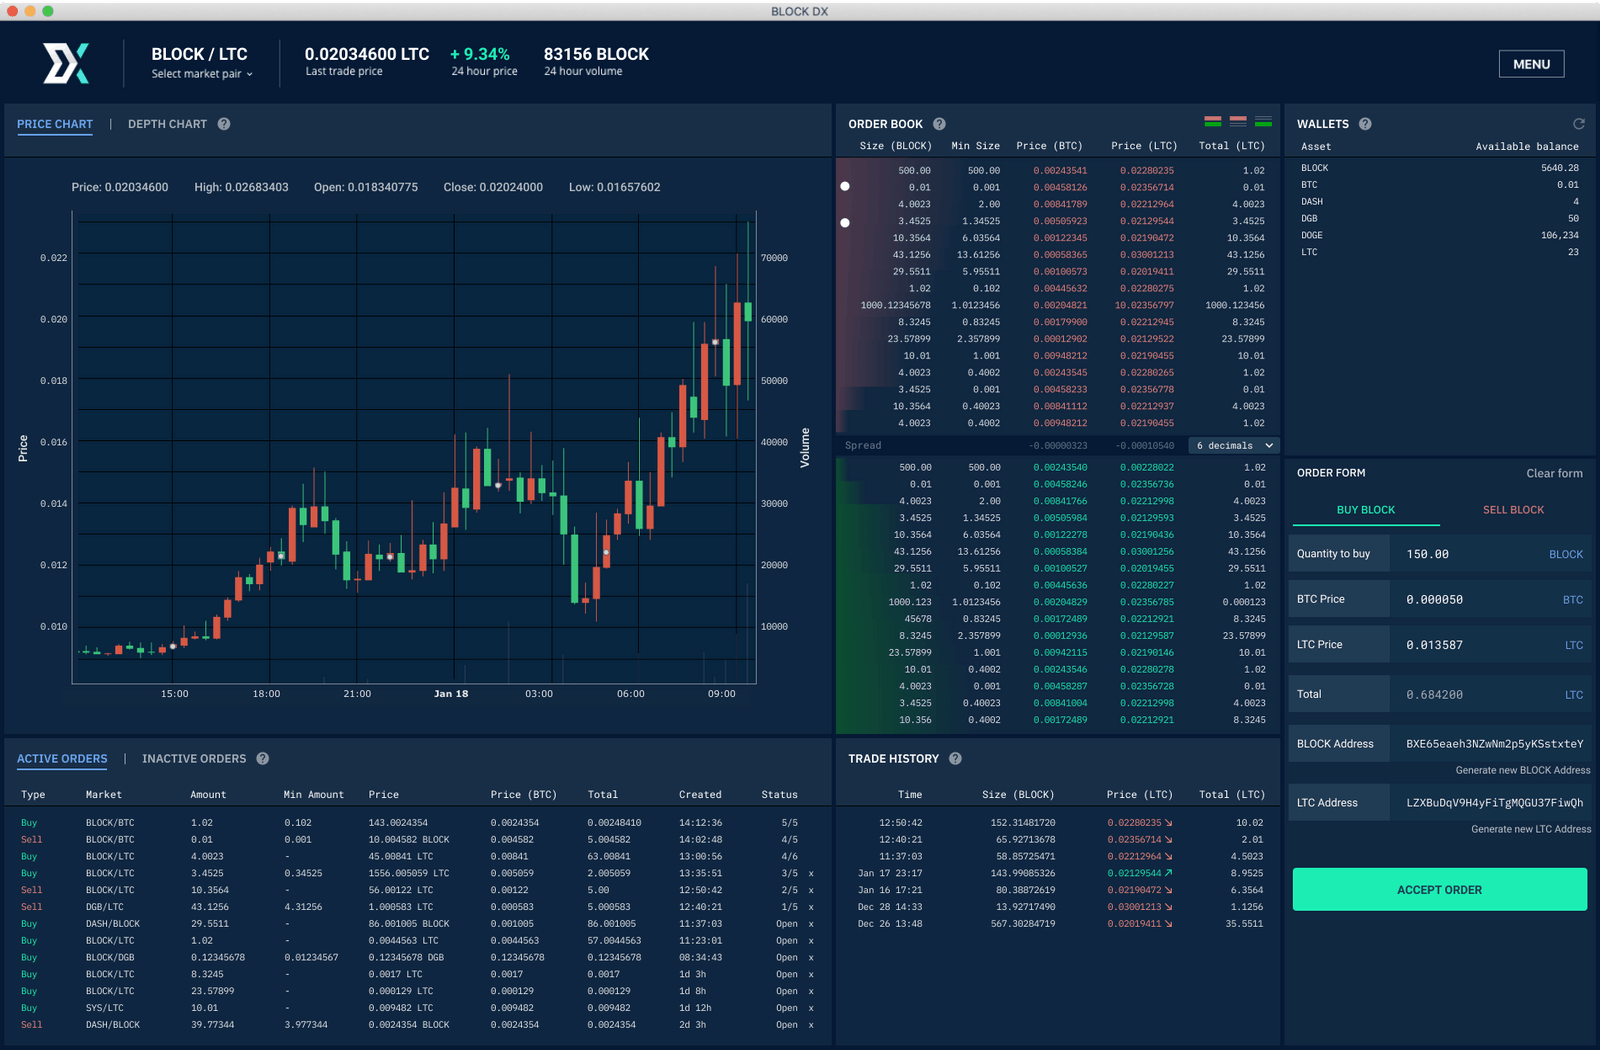 BLOCK DX
BLOCK / LTC
Select market pair
0.02034600 LTC
Last trade price
+ 9.34%
24 hour price
83156 BLOCK
24 hour volume
MENU
PRICE CHART | DEPTH CHART ?
Price: 0.02034600 High: 0.02683403 Open: 0.018340775 Close: 0.02024000 Low: 0.01657602
Price
0.022
0.020
0.018
0.016
0.014
0.012
0.010
70000
60000
50000
40000
30000
20000
10000
Volume
15:00 18:00 21:00 Jan 18 03:00 06:00 09:00
ORDER BOOK ?
Size (BLOCK) Min Size Price (BTC) Price (LTC) Total (LTC)
500.00 500.00 0.00243541 0.02280235 1.02
0.01 0.001 0.00458126 0.02356714 0.01
4.0023 2.00 0.00841789 0.02212964 4.0023
3.4525 1.34525 0.00505923 0.02129544 3.4525
10.3564 6.03564 0.00122345 0.02190472 10.3564
43.1256 13.61256 0.00058365 0.03001213 43.1256
29.5511 5.95511 0.00100573 0.02019411 29.5511
1.02 0.102 0.00445632 0.02280275 1.02
1000.12345678 1.0123456 0.00204821 10.02356797 1000.123456
8.3245 0.83245 0.00179900 0.02212945 8.3245
23.57899 2.357899 0.00012902 0.02129522 23.57899
10.01 1.001 0.00948212 0.02190455 10.01
4.0023 0.4002 0.00243545 0.02280265 1.02
3.4525 0.001 0.00458233 0.02356778 0.01
10.3564 0.40023 0.00841112 0.02212937 4.0023
4.0023 0.4002 0.00948212 0.02190455 1.02
Spread -0.00000323 -0.00010540 6 decimals
500.00 500.00 0.00243540 0.00228022 1.02
0.01 0.001 0.00458246 0.02356736 0.01
4.0023 2.00 0.00841766 0.02212998 4.0023
3.4525 1.34525 0.00505984 0.02129593 3.4525
10.3564 6.03564 0.00122278 0.02190436 10.3564
43.1256 13.61256 0.00058384 0.03001256 43.1256
29.5511 5.95511 0.00100527 0.02019455 29.5511
1.02 0.102 0.00445636 0.02280227 1.02
1000.123 1.0123456 0.00204829 0.02356785 0.000123
45678 0.83245 0.00172489 0.02212921 8.3245
8.3245 2.357899 0.00012936 0.02129587 23.57899
23.57899 1.001 0.00942115 0.02190146 10.01
10.01 0.4002 0.00243546 0.02280278 1.02
4.0023 0.001 0.00458287 0.02356728 0.01
3.4525 0.40023 0.00841004 0.02212998 4.0023
10.356 0.4002 0.00172489 0.02212921 8.3245
WALLETS ?
Asset Available balance
BLOCK 5640.28
BTC 0.01
DASH 4
DGB 50
DOGE 106,234
LTC 23
ORDER FORM Clear form
BUY BLOCK SELL BLOCK
Quantity to buy 150.00 BLOCK
BTC Price 0.000050 BTC
LTC Price 0.013587 LTC
Total 0.684200 LTC
BLOCK Address BXE65eaeh3NZwNm2p5yKSstxteY
Generate new BLOCK Address
LTC Address LZXBuDqV9H4yFiTgMQGU37FiwQh
Generate new LTC Address
ACCEPT ORDER
ACTIVE ORDERS | INACTIVE ORDERS ?
Type Market Amount Min Amount Price Price (BTC) Total Created Status
Buy BLOCK/BTC 1.02 0.102 143.0024354 0.0024354 0.00248410 14:12:36 5/5
Sell BLOCK/BTC 0.01 0.001 10.004582 BLOCK 0.004582 5.004582 14:02:48 4/5
Buy BLOCK/LTC 4.0023 - 45.00841 LTC 0.00841 63.00841 13:00:56 4/6
Buy BLOCK/LTC 3.4525 0.34525 1556.005059 LTC 0.005059 2.005059 13:35:51 3/5 x
Sell BLOCK/LTC 10.3564 - 56.00122 LTC 0.00122 5.00 12:50:42 2/5 x
Sell DGB/LTC 43.1256 4.31256 1.000583 LTC 0.000583 5.000583 12:40:21 1/5 x
Buy DASH/BLOCK 29.5511 - 86.001005 BLOCK 0.001005 86.001005 11:37:03 Open x
Buy BLOCK/LTC 1.02 - 0.0044563 LTC 0.0044563 57.0044563 11:23:01 Open x
Buy BLOCK/DGB 0.12345678 0.01234567 0.12345678 DGB 0.12345678 0.12345678 08:34:43 Open x
Buy BLOCK/LTC 8.3245 - 0.0017 LTC 0.0017 0.0017 1d 3h Open x
Buy BLOCK/LTC 23.57899 - 0.000129 LTC 0.000129 0.000129 1d 8h Open x
Buy SYS/LTC 10.01 - 0.009482 LTC 0.009482 0.009482 1d 12h Open x
Sell DASH/BLOCK 39.77344 3.977344 0.0024354 BLOCK 0.0024354 0.0024354 2d 3h Open x
TRADE HISTORY ?
Time Size (BLOCK) Price (LTC) Total (LTC)
12:50:42 152.31481720 0.02280235 10.02
12:40:21 65.92713678 0.02356714 2.01
11:37:03 58.85725471 0.02212964 4.5023
Jan 17 23:17 143.99085326 0.02129544 8.9525
Jan 16 17:21 80.38872619 0.02190472 6.3564
Dec 28 14:33 13.92717490 0.03001213 1.1256
Dec 26 13:48 567.30284719 0.02019411 35.5511